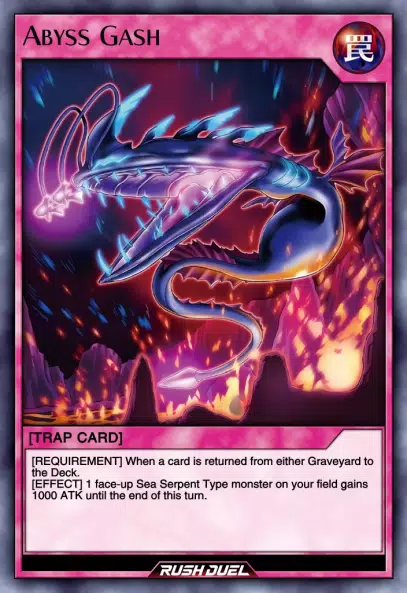 Abyss Gash
罠
[TRAP CARD]
[REQUIREMENT] When a card is returned from either Graveyard to
the Deck.
[EFFECT] 1 face-up Sea Serpent Type monster on your field gains
1000 ATK until the end of this turn.
RUSH DUEL